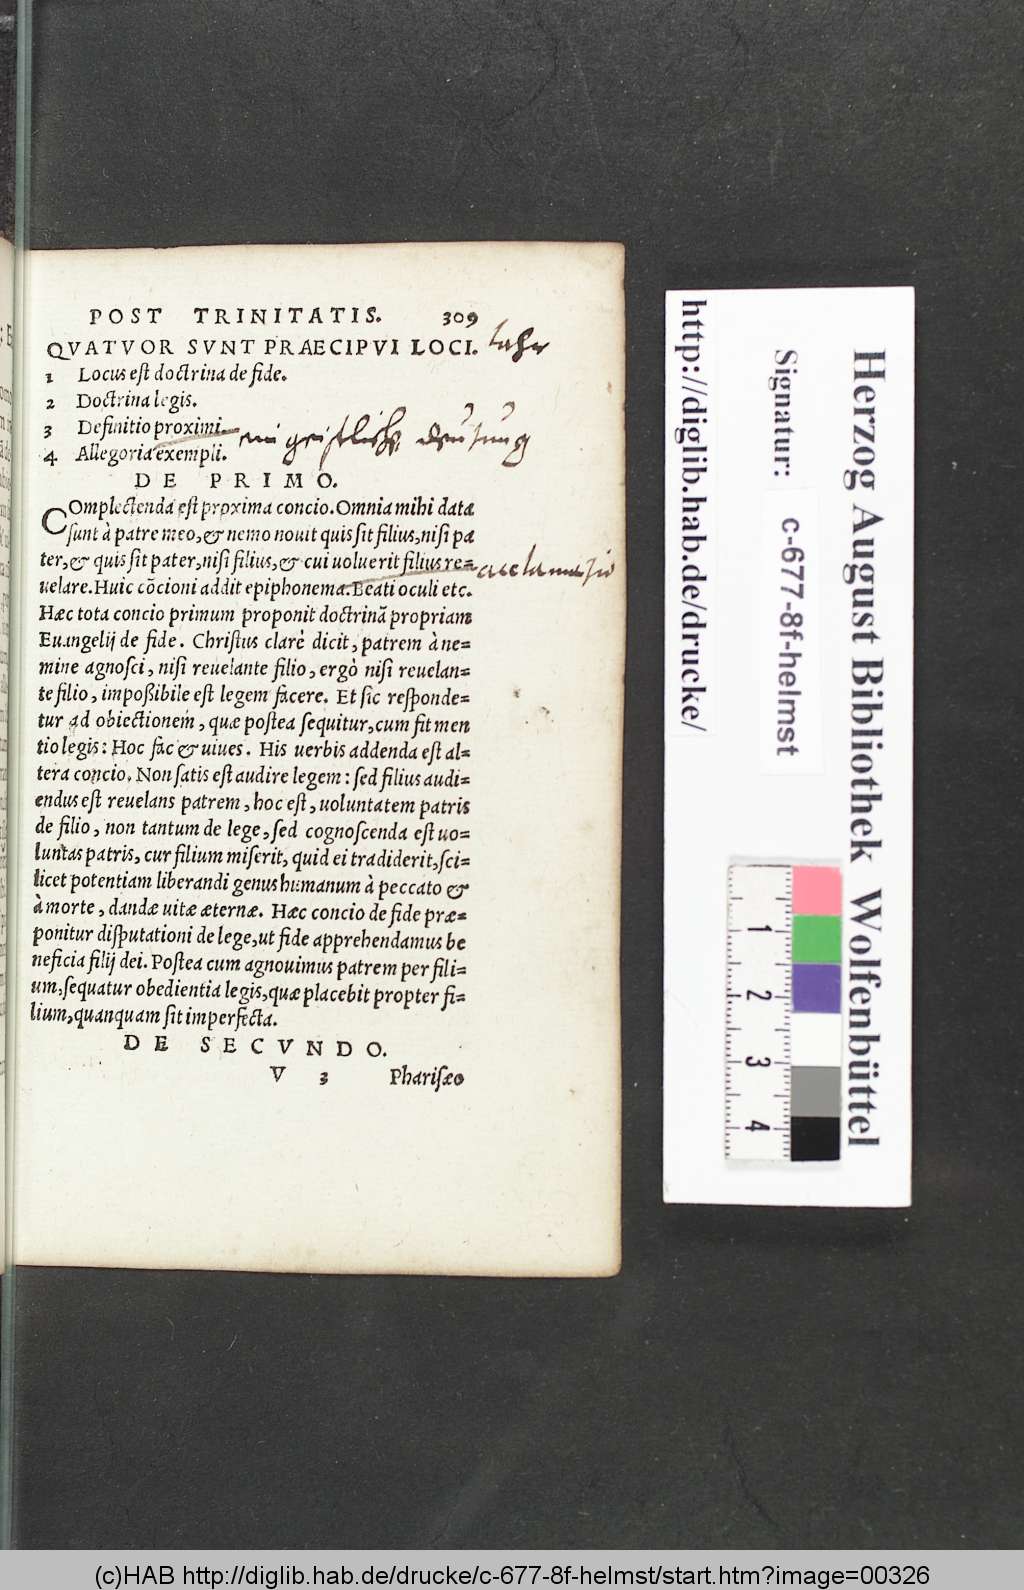 POST TRINITATIS. 309
QVATVOR SVNT PRAECIPVI LOCI.
1 Locus est doctrina de fide.
2 Doctrina legis.
3 Definitio proximi.
ein geistliche deutung
4 Allegoria exempli.
DE PRIMO.
COmplectenda est proxima concio. Omnia mihi data
sunt à patre meo, & nemo nouit quis sit filius, nisi pa
ter, & quis sit pater, nisi filius, & cui uoluerit filius re=
acclamatio
uelare. Huic cōcioni addit epiphonema. Beati oculi etc.
Hæc tota concio primum proponit doctrinā propriam
Euangelij de fide. Christus clarè dicit, patrem à ne=
mine agnosci, nisi reuelante filio, ergò nisi reuelan=
te filio, impoßibile est legem facere. Et sic responde=
tur ad obiectionem, quæ postea sequitur, cum fit men
tio legis: Hoc fac & uiues. His uerbis addenda est al=
tera concio. Non satis est audire legem: sed filius audi=
endus est reuelans patrem, hoc est, uoluntatem patris
de filio, non tantum de lege, sed cognoscenda est uo=
luntas patris, cur filium miserit, quid ei tradiderit, sci=
licet potentiam liberandi genus humanum à peccato &
à morte, dandæ uitæ æternæ. Hæc concio de fide præ=
ponitur disputationi de lege, ut fide apprehendamus be
neficia filij dei. Postea cum agnouimus patrem per fili=
um, sequatur obedientia legis, quæ placebit propter fi=
lium, quanquam sit imperfecta.
DE SECVNDO.
V 3 Pharisæo
http://diglib.hab.de/drucke/
Signatur: c-677-8f-helmst
Herzog August Bibliothek Wolfenbüttel
1 2 3 4
(c)HAB http://diglib.hab.de/drucke/c-677-8f-helmst/start.htm?image=00326